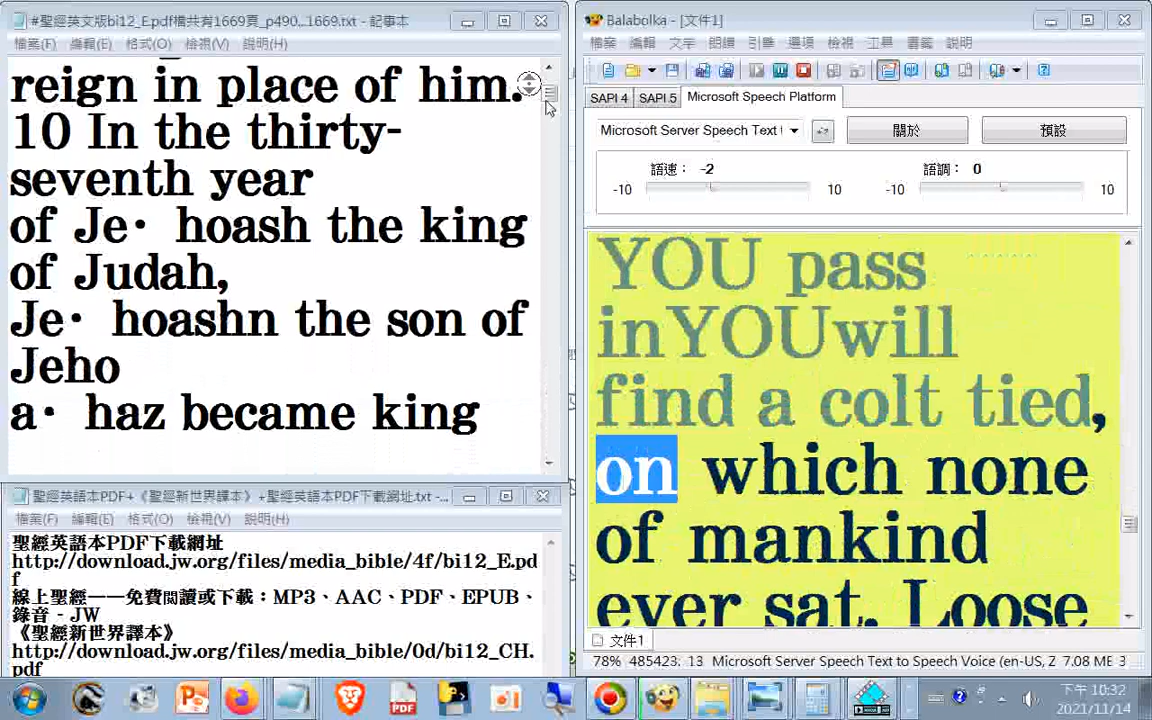 #聖經英文版bi12_E.pdf橫共有1669頁_p490,..1669.txt - 記事本
檔案(F) 編輯(E) 格式(O) 檢視(V) 說明(H)
reign in place of him.
10 In the thirty-
seventh year
of Je· hoash the king
of Judah,
Je· hoashn the son of
Jeho
a· haz became king
聖經英語本PDF+《聖經新世界譯本》+聖經英語本PDF下載網址.txt - ...
檔案(F) 編輯(E) 格式(O) 檢視(V) 說明(H)
聖經英語本PDF下載網址
http://download.jw.org/files/media_bible/4f/bi12_E.pd
f
線上聖經——免費閱讀或下載：MP3、AAC、PDF、EPUB、
錄音 - JW
《聖經新世界譯本》
http://download.jw.org/files/media_bible/0d/bi12_CH.
pdf
Balabolka - [文件1]
檔案 編輯 文字 朗讀 引擎 選項 檢視 工具 書籤 說明
SAPI 4 SAPI 5 Microsoft Speech Platform
Microsoft Server Speech Text 關於 預設
語速： -2 語調： 0
-10 10 -10 10
YOU pass
inYOUwill
find a colt tied,
on which none
of mankind
ever sat. Loose
文件1
78% 485423: 13 Microsoft Server Speech Text to Speech Voice (en-US, Z 7.08 ME 3
PDF
下午 10:32
2021/11/14